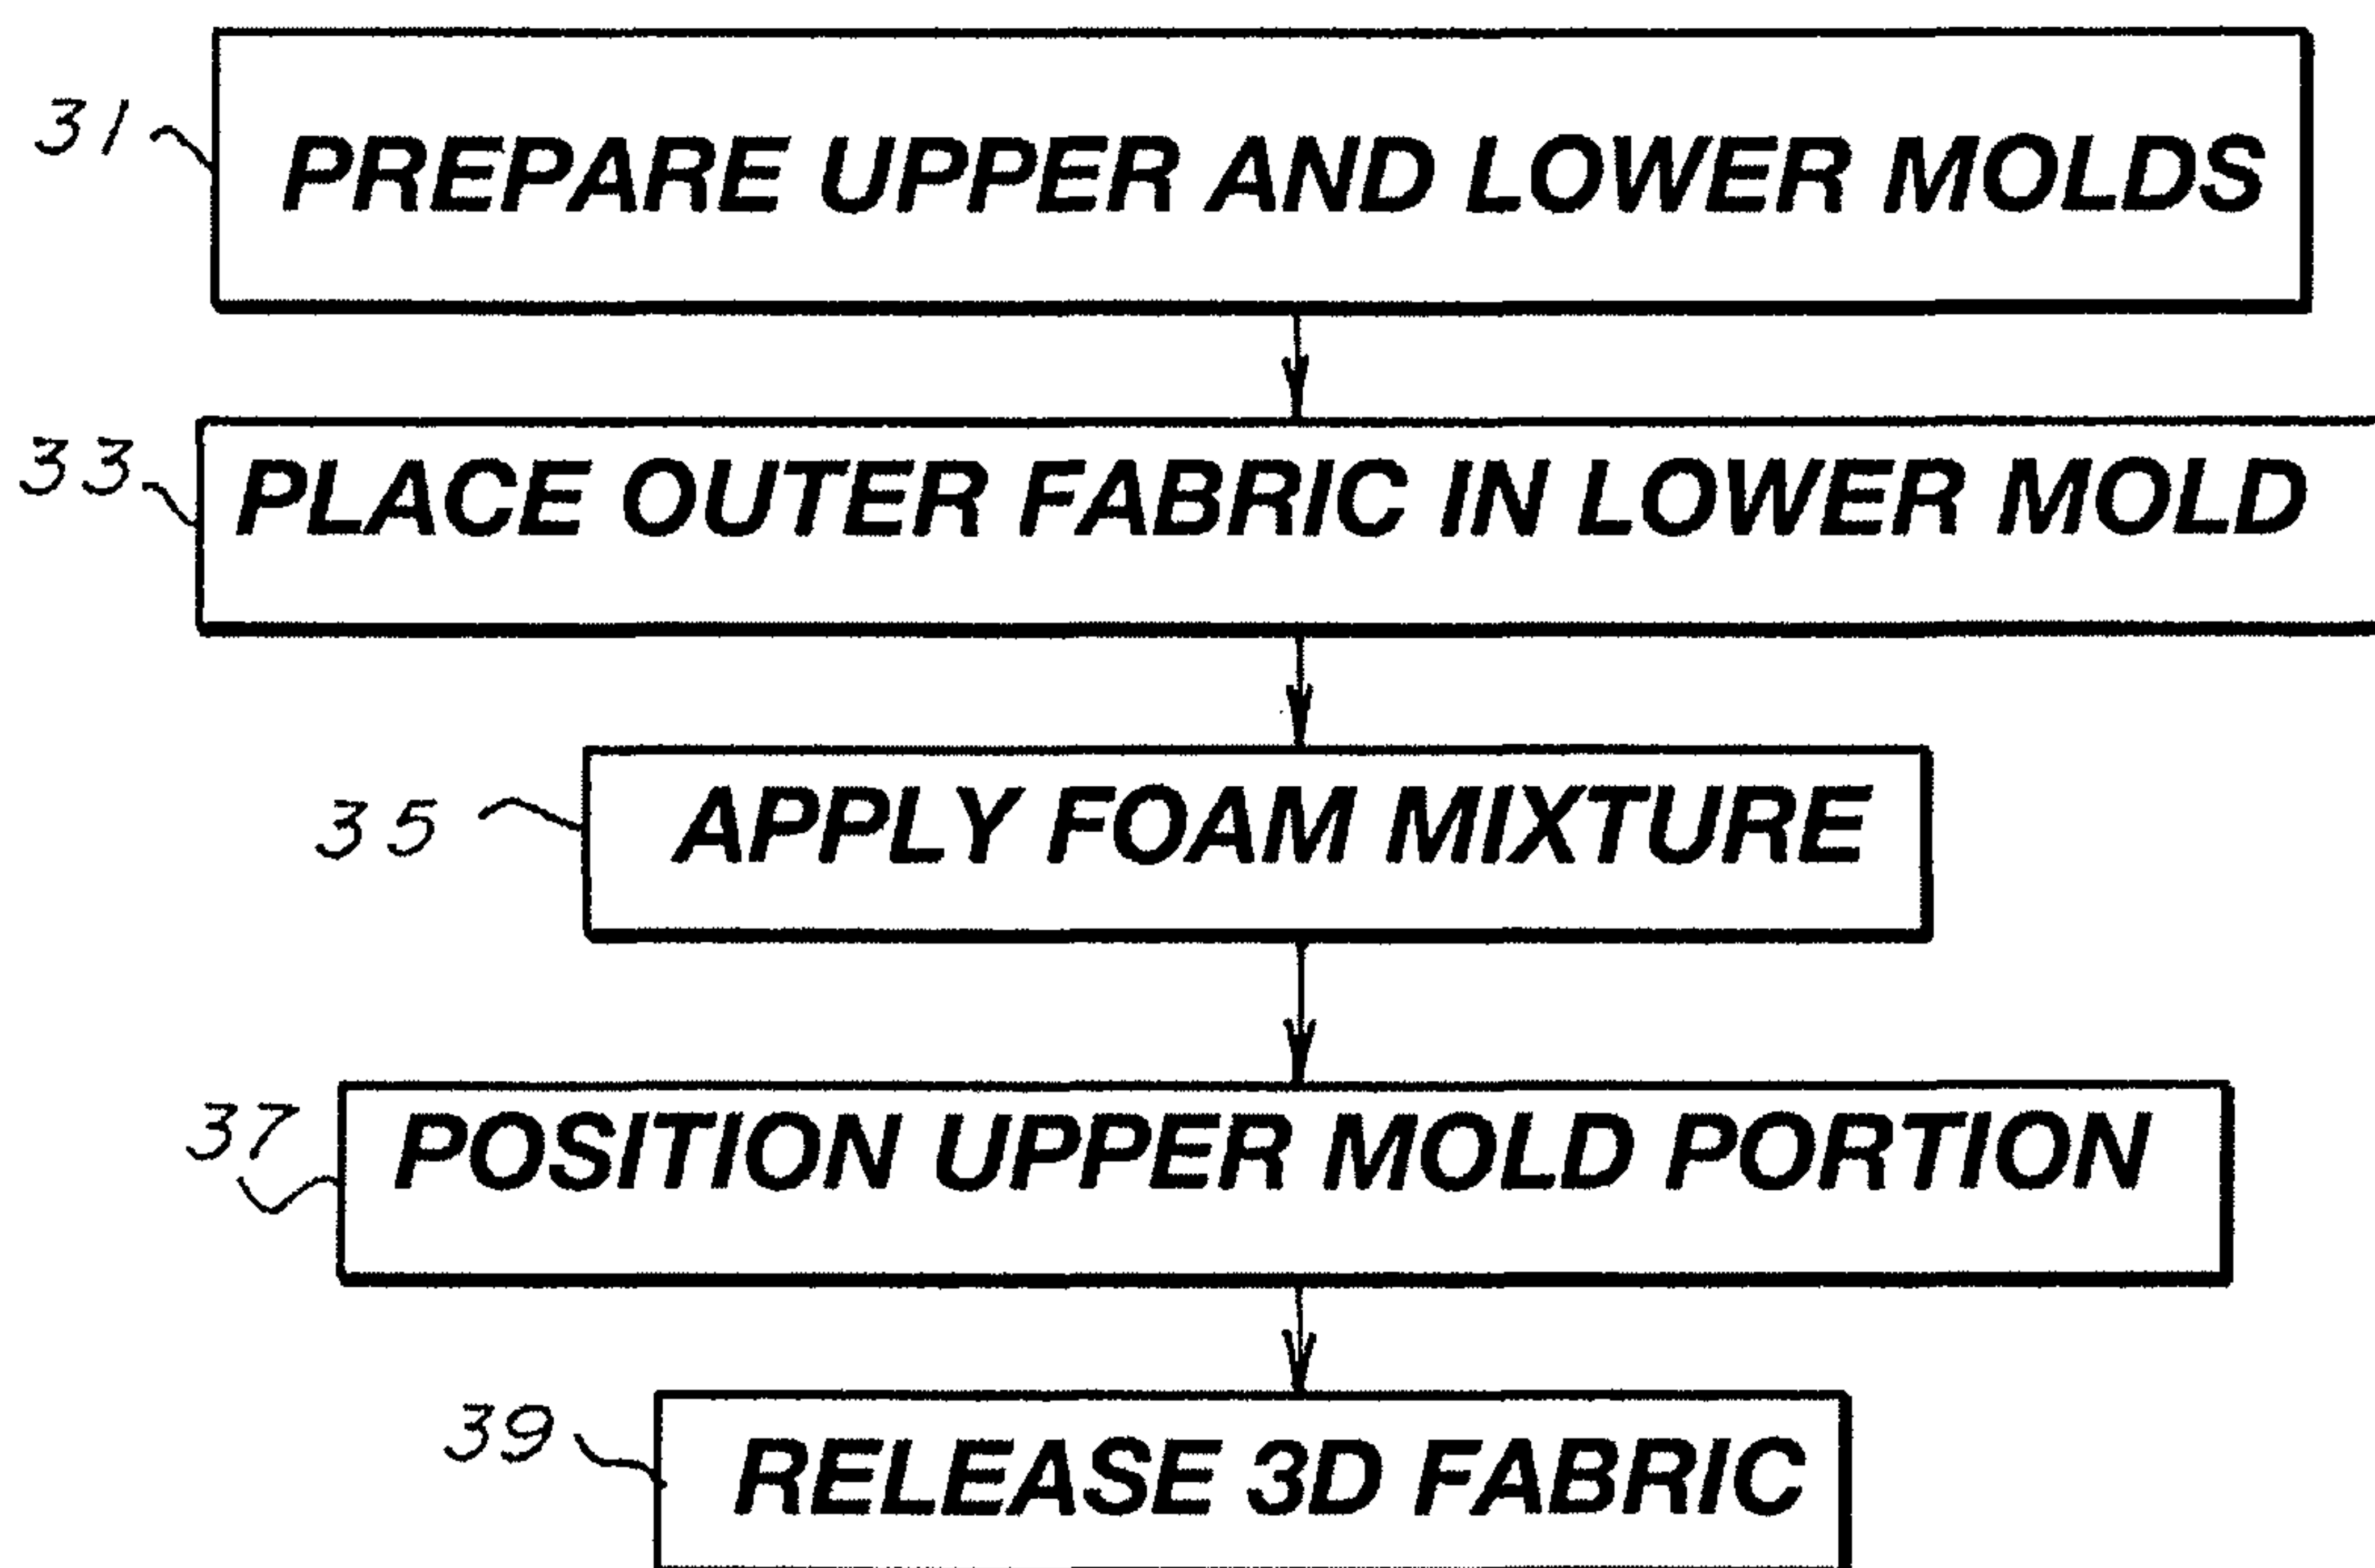 31
PREPARE UPPER AND LOWER MOLDS
33
PLACE OUTER FABRIC IN LOWER MOLD
35
APPLY FOAM MIXTURE
37
POSITION UPPER MOLD PORTION
39
RELEASE 3D FABRIC